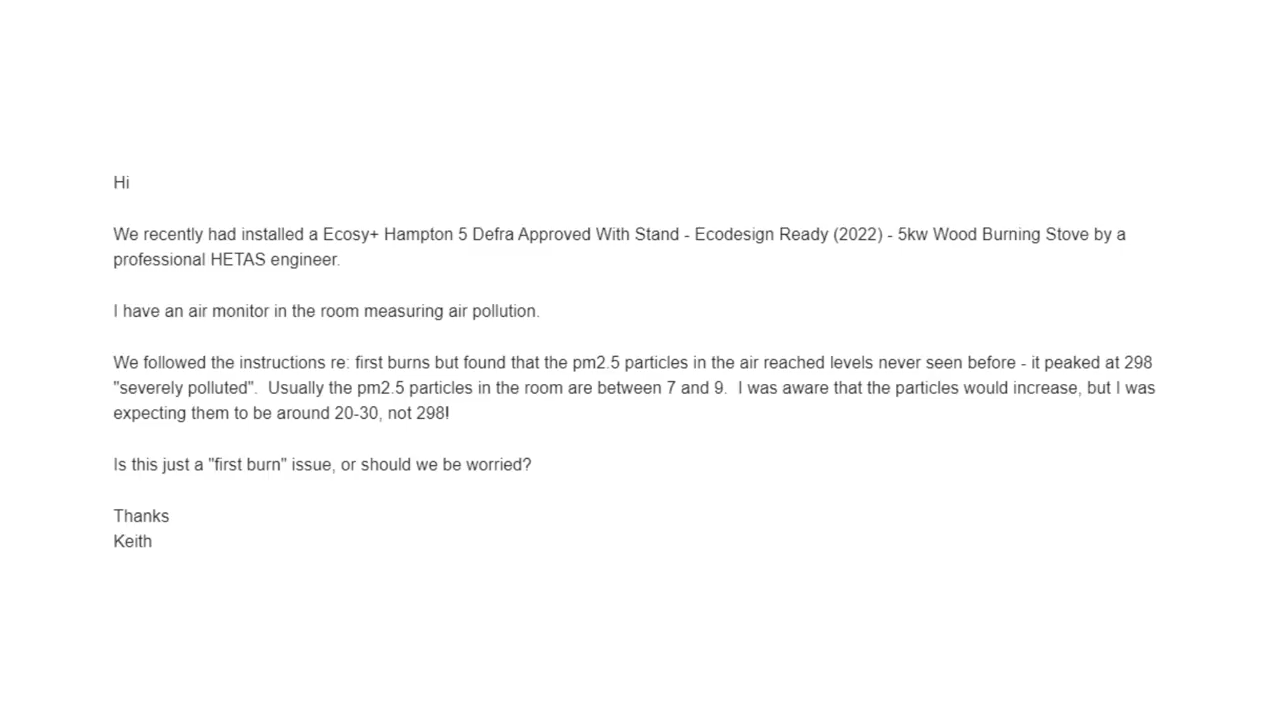 Hi
We recently had installed a Ecosy+ Hampton 5 Defra Approved With Stand - Ecodesign Ready (2022) - 5kw Wood Burning Stove by a
professional HETAS engineer.
I have an air monitor in the room measuring air pollution.
We followed the instructions re: first burns but found that the pm2.5 particles in the air reached levels never seen before - it peaked at 298
"severely polluted".  Usually the pm2.5 particles in the room are between 7 and 9.  I was aware that the particles would increase, but I was
expecting them to be around 20-30, not 298!
Is this just a "first burn" issue, or should we be worried?
Thanks
Keith